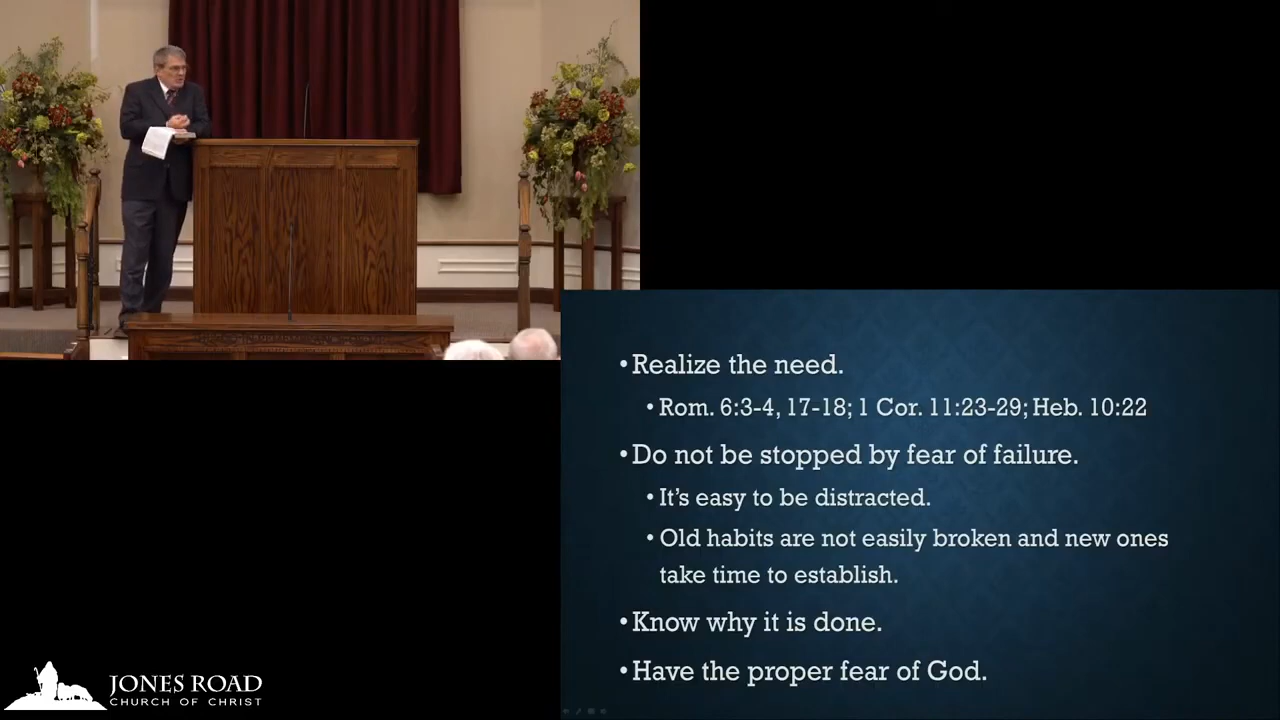 •Realize the need.
•Rom. 6:3-4, 17-18; 1 Cor. 11:23-29; Heb. 10:22
•Do not be stopped by fear of failure.
•It's easy to be distracted.
•Old habits are not easily broken and new ones
take time to establish.
•Know why it is done.
•Have the proper fear of God.
JONES ROAD
CHURCH OF CHRIST